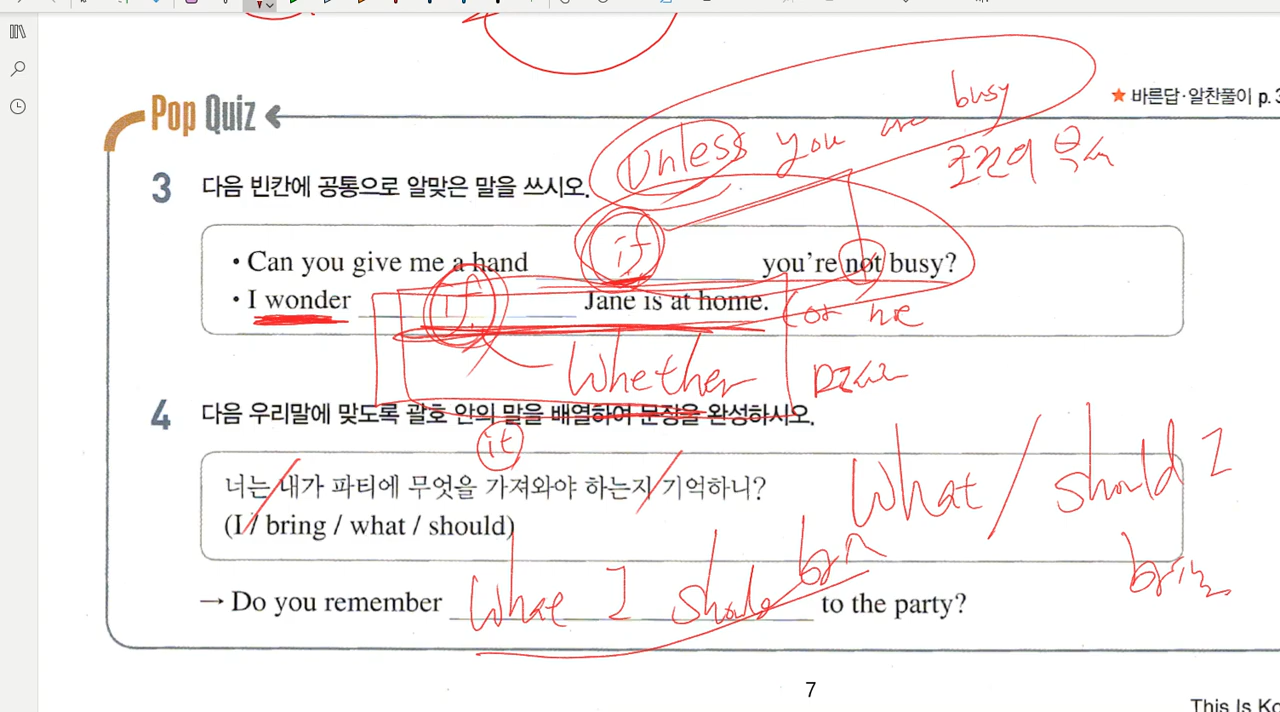 busy
Pop Quiz
★ 바른답·알찬풀이 p. 3
unless you are
조건의 부사
3 다음 빈칸에 공통으로 알맞은 말을 쓰시오.
• Can you give me a hand if you're not busy?
• I wonder if Jane is at home. (or not
Whether
명사절
4 다음 우리말에 맞도록 괄호 안의 말을 배열하여 문장을 완성하시오.
it
너는 내가 파티에 무엇을 가져와야 하는지 기억하니?
(I / bring / what / should)
What / should I
bring
→ Do you remember What I should brin to the party?
7
This Is Ko